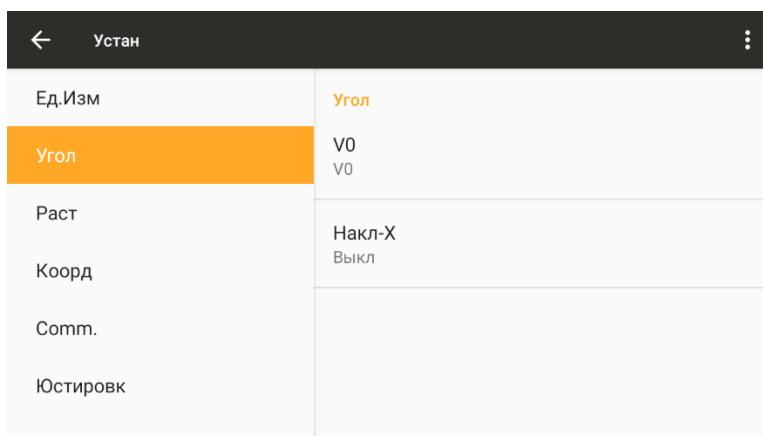 Устан
Ед.Изм
Угол
Раст
Коорд
Comm.
Юстировк
Угол
V0
V0
Накл-X
Выкл